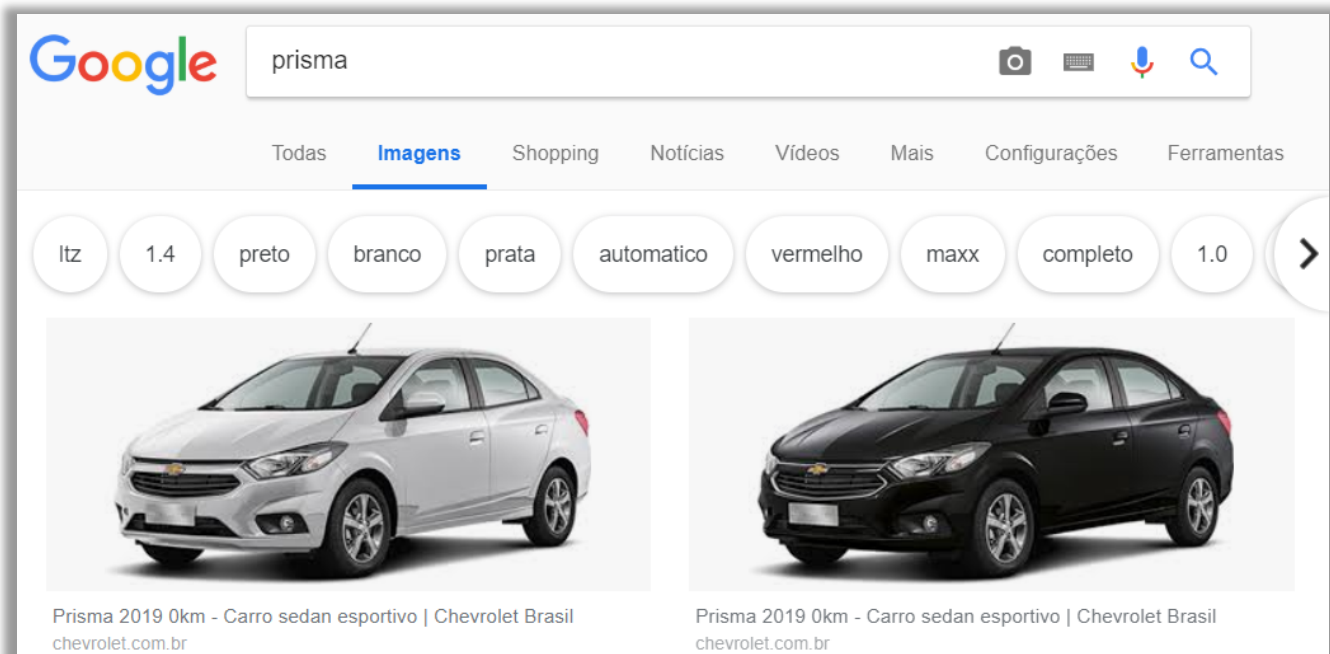 Google prisma
Todas Imagens Shopping Notícias Vídeos Mais Configurações Ferramentas
ltz 1.4 preto branco prata automatico vermelho maxx completo 1.0
Prisma 2019 0km - Carro sedan esportivo | Chevrolet Brasil
chevrolet.com.br
Prisma 2019 0km - Carro sedan esportivo | Chevrolet Brasil
chevrolet.com.br